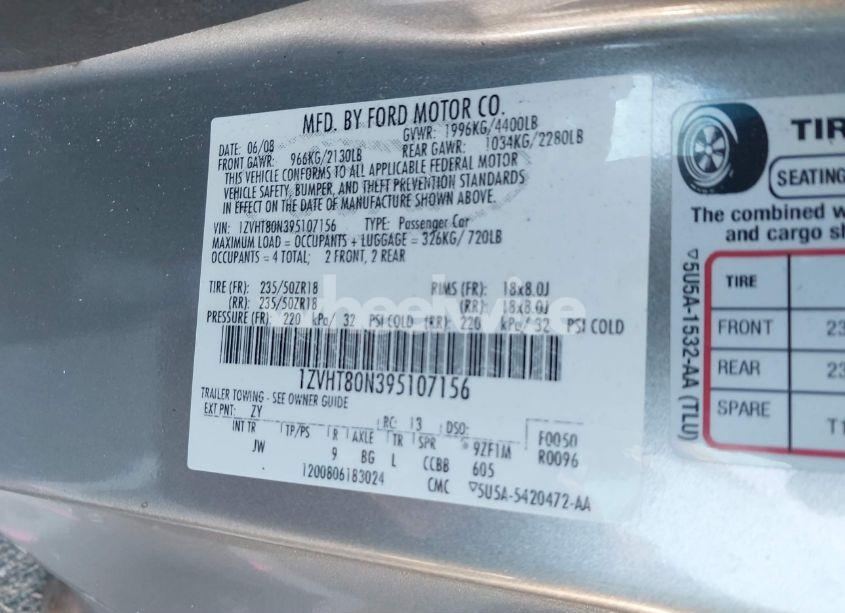 MFD. BY FORD MOTOR CO.
DATE: 06/08 GVWR: 1996KG/4400LB
FRONT GAWR: 966KG/2130LB REAR GAWR: 1034KG/2280LB
THIS VEHICLE CONFORMS TO ALL APPLICABLE FEDERAL MOTOR
VEHICLE SAFETY, BUMPER, AND THEFT PREVENTION STANDARDS
IN EFFECT ON THE DATE OF MANUFACTURE SHOWN ABOVE.
VIN: 1ZVHT80N395107156 TYPE: Passenger Car
MAXIMUM LOAD = OCCUPANTS + LUGGAGE = 326KG/720LB
OCCUPANTS = 4 TOTAL; 2 FRONT, 2 REAR
TIRE (FR): 235/50ZR18 RIMS (FR): 18x8.0J
(RR): 235/50ZR18 (RR): 18x8.0J
wheelwire
PRESSURE (FR): 220 kPa/ 32 PSI COLD (RR): 220 kPa/ 32 PSI COLD
1ZVHT80N395107156
TRAILER TOWING - SEE OWNER GUIDE
EXT PNT: ZY RC: 13 DSO: F0050
INT TR TP/PS R AXLE TR SPR 9ZF1M R0096
JW 9 BG L CCBB 605
1200806183024 CMC ▽5U5A-5420472-AA
TIR
SEATING
The combined w
and cargo sh
TIRE
FRONT 23
REAR 23
SPARE T1
▽5U5A-1532-AA (TLU)